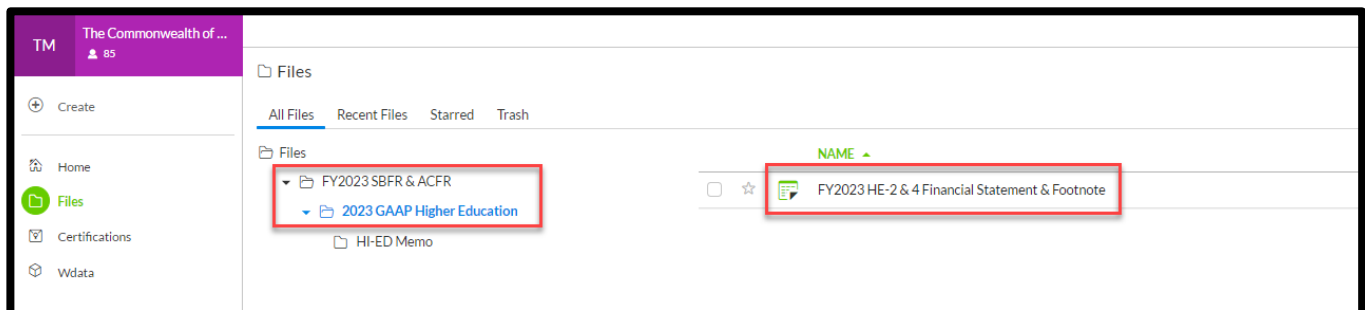 TM
The Commonwealth of ...
85
Create
Home
Files
Certifications
Wdata
Files
All Files Recent Files Starred Trash
Files
FY2023 SBFR & ACFR
2023 GAAP Higher Education
HI-ED Memo
NAME
FY2023 HE-2 & 4 Financial Statement & Footnote